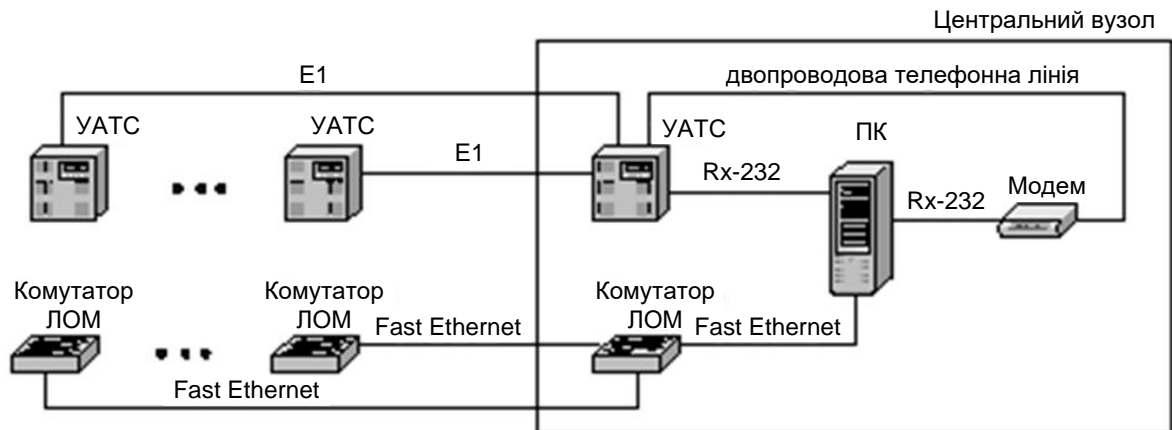 Центральний вузол
E1
двопроводова телефонна лінія
УАТС
УАТС
УАТС
ПК
E1
Rx-232
Rx-232
Модем
Комутатор
ЛОМ
Комутатор
ЛОМ
Комутатор
ЛОМ
Fast Ethernet
Fast Ethernet
Fast Ethernet